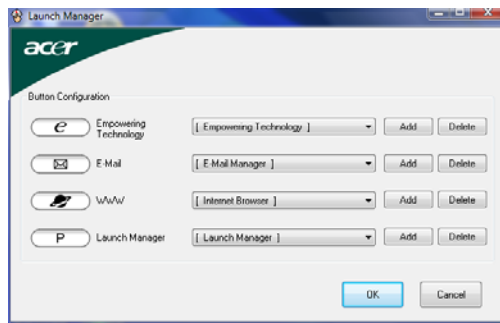 Launch Manager
acer
Button Configuration
e Empowering Technology [ Empowering Technology ] Add Delete
E-Mail [ E-Mail Manager ] Add Delete
WWW [ Internet Browser ] Add Delete
P Launch Manager [ Launch Manager ] Add Delete
OK Cancel